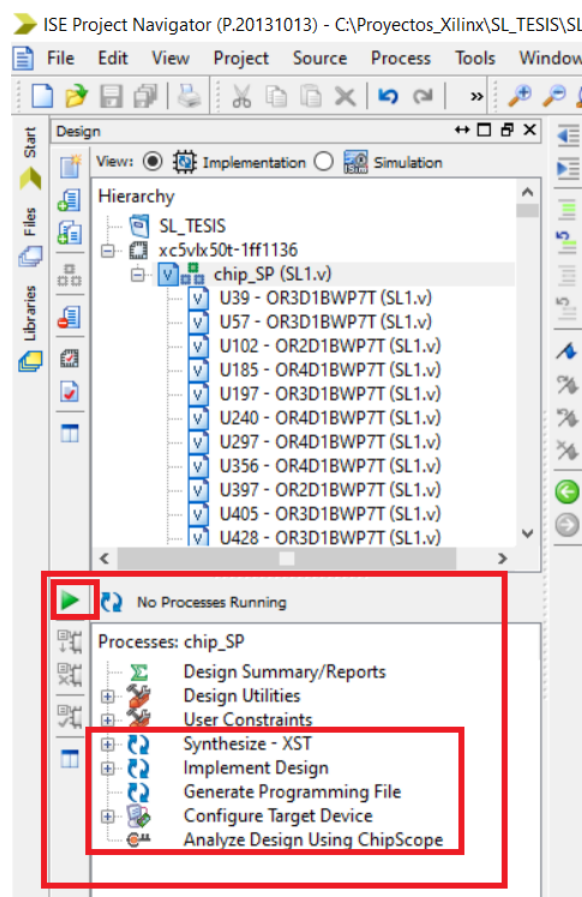 ISE Project Navigator (P.20131013) - C:\Proyectos_Xilinx\SL_TESIS\SL
File Edit View Project Source Process Tools Window
»
Start
Files
Libraries
Design
View: Implementation Simulation
Hierarchy
SL_TESIS
xc5vlx50t-1ff1136
chip_SP (SL1.v)
U39 - OR3D1BWP7T (SL1.v)
U57 - OR3D1BWP7T (SL1.v)
U102 - OR2D1BWP7T (SL1.v)
U185 - OR4D1BWP7T (SL1.v)
U197 - OR3D1BWP7T (SL1.v)
U240 - OR4D1BWP7T (SL1.v)
U297 - OR4D1BWP7T (SL1.v)
U356 - OR4D1BWP7T (SL1.v)
U397 - OR2D1BWP7T (SL1.v)
U405 - OR3D1BWP7T (SL1.v)
U428 - OR3D1BWP7T (SL1.v)
No Processes Running
Processes: chip_SP
Design Summary/Reports
Design Utilities
User Constraints
Synthesize - XST
Implement Design
Generate Programming File
Configure Target Device
Analyze Design Using ChipScope